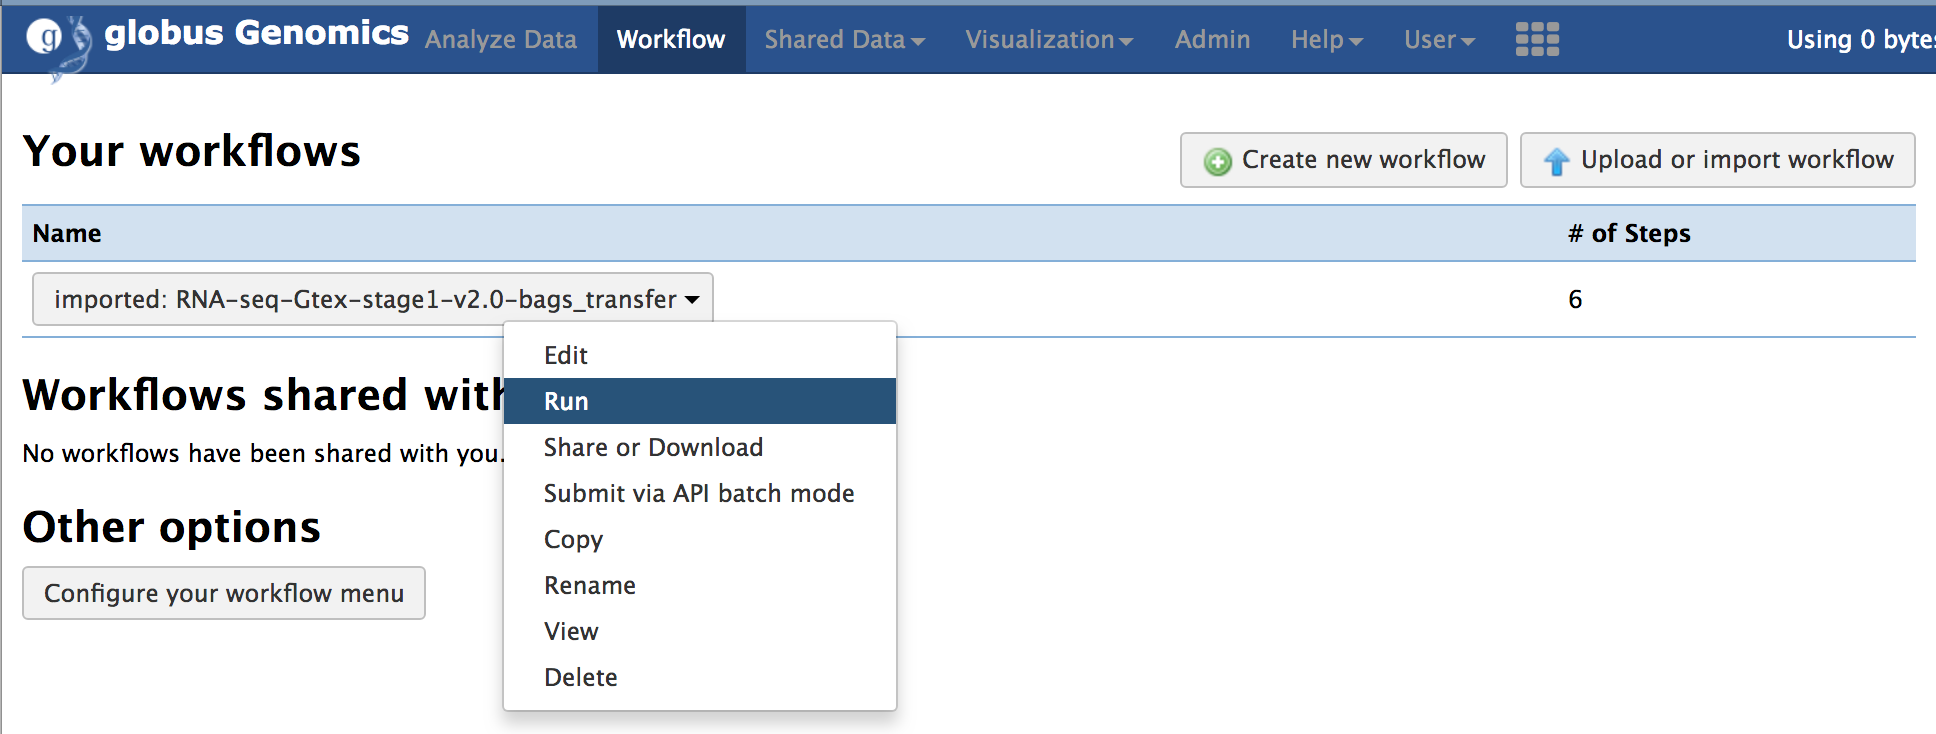 g globus Genomics Analyze Data Workflow Shared Data Visualization Admin Help User Using 0 byte
Your workflows
Create new workflow
Upload or import workflow
Name # of Steps
imported: RNA-seq-Gtex-stage1-v2.0-bags_transfer 6
Edit
Run
Share or Download
Submit via API batch mode
Copy
Rename
View
Delete
Workflows shared with
No workflows have been shared with you.
Other options
Configure your workflow menu